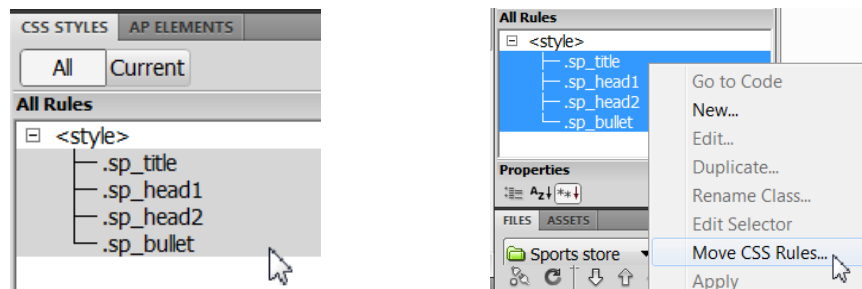 CSS STYLES AP ELEMENTS
All Current
All Rules
<style>
.sp_title
.sp_head1
.sp_head2
.sp_bullet
All Rules
<style>
.sp_title
.sp_head1
.sp_head2
.sp_bullet
Properties
FILES ASSETS
Sports store
Go to Code
New...
Edit...
Duplicate...
Rename Class...
Edit Selector
Move CSS Rules...
Apply